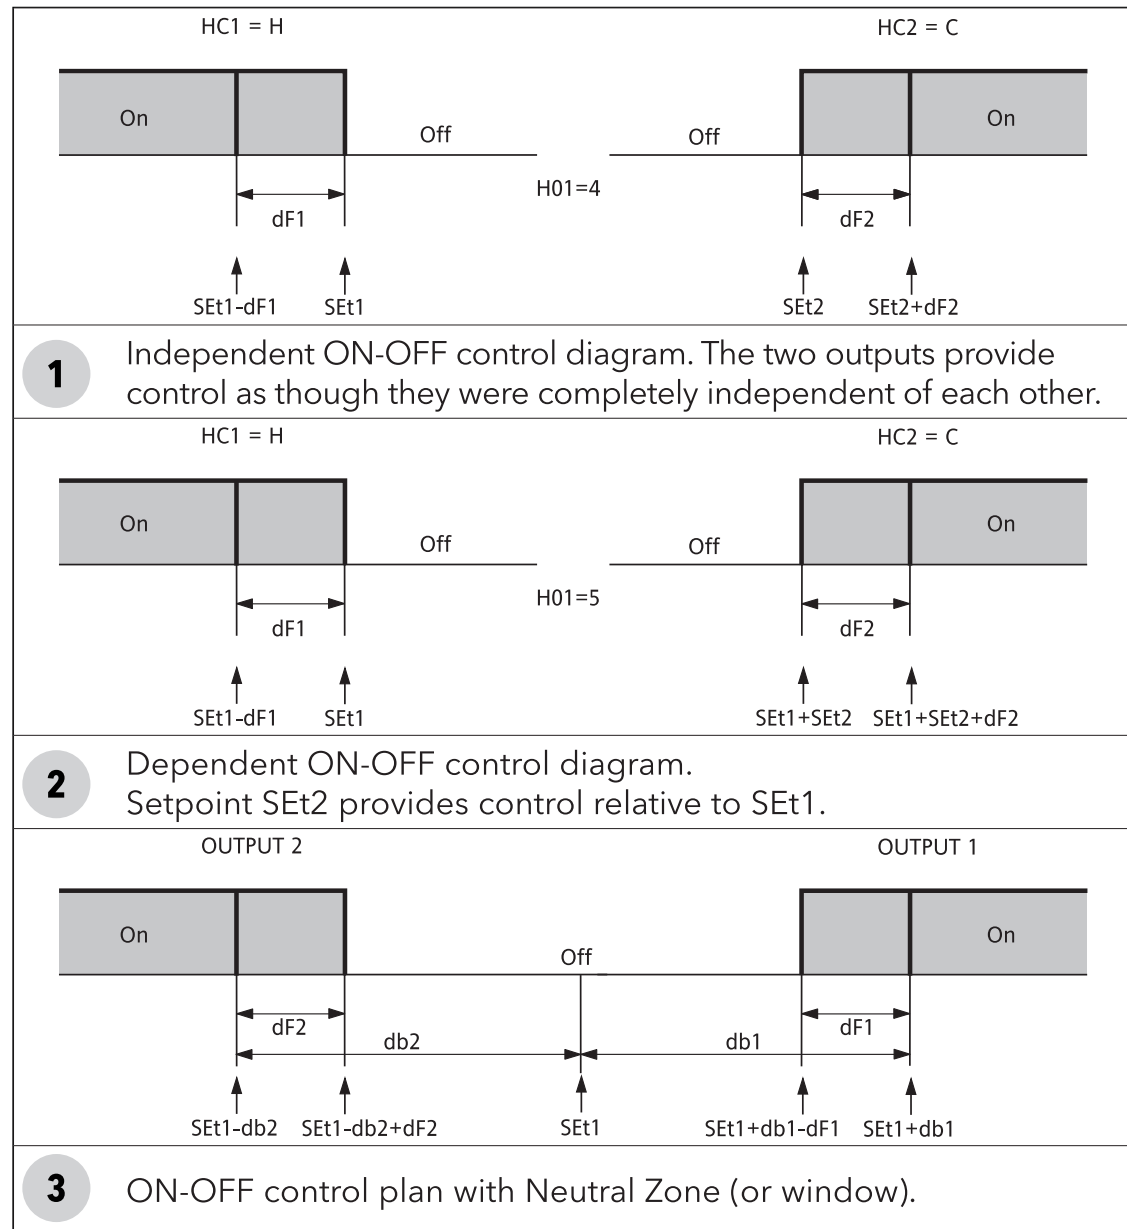 HC1 = H
HC2 = C
On
Off
Off
On
H01=4
dF1
dF2
SEt1-dF1
SEt1
SEt2
SEt2+dF2
1
Independent ON-OFF control diagram. The two outputs provide
control as though they were completely independent of each other.
HC1 = H
HC2 = C
On
Off
Off
On
H01=5
dF1
dF2
SEt1-dF1
SEt1
SEt1+SEt2
SEt1+SEt2+dF2
2
Dependent ON-OFF control diagram.
Setpoint SEt2 provides control relative to SEt1.
OUTPUT 2
OUTPUT 1
On
Off
On
dF2
dF1
db2
db1
SEt1-db2
SEt1-db2+dF2
SEt1
SEt1+db1-dF1
SEt1+db1
3
ON-OFF control plan with Neutral Zone (or window).